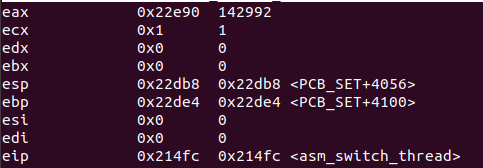 eax 0x22e90 142992
ecx 0x1 1
edx 0x0 0
ebx 0x0 0
esp 0x22db8 0x22db8 <PCB_SET+4056>
ebp 0x22de4 0x22de4 <PCB_SET+4100>
esi 0x0 0
edi 0x0 0
eip 0x214fc 0x214fc <asm_switch_thread>